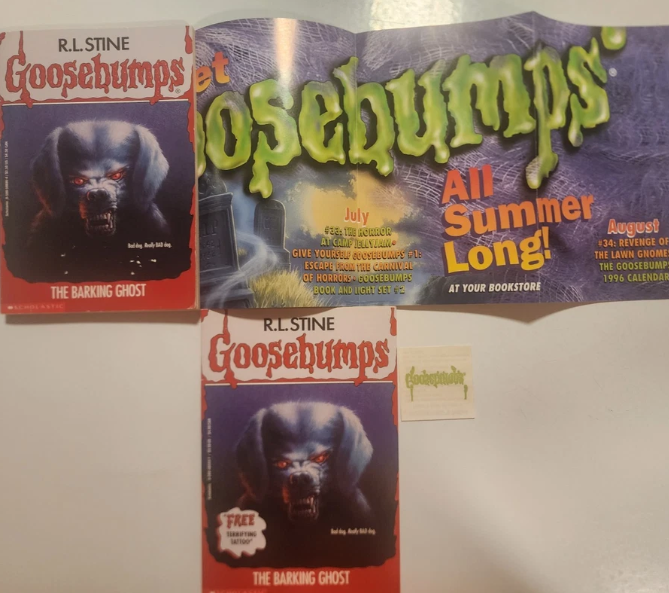 R.L. STINE
Goosebumps®
Bad dog. Really BAD dog.
THE BARKING GHOST
SCHOLASTIC
et
oosebumps®
All
Summer
Long!
AT YOUR BOOKSTORE
July
#33: THE HORROR
AT CAMP JELLYJAM•
GIVE YOURSELF GOOSEBUMPS #1:
ESCAPE FROM THE CARNIVAL
OF HORRORS• GOOSEBUMPS
BOOK AND LIGHT SET #2
August
#34: REVENGE OF
THE LAWN GNOMES
THE GOOSEBUMPS
1996 CALENDAR
R.L. STINE
Goosebumps
Bad dog. Really BAD dog.
*FREE
TERRIFYING
TATTOO*
THE BARKING GHOST
Goosebumps